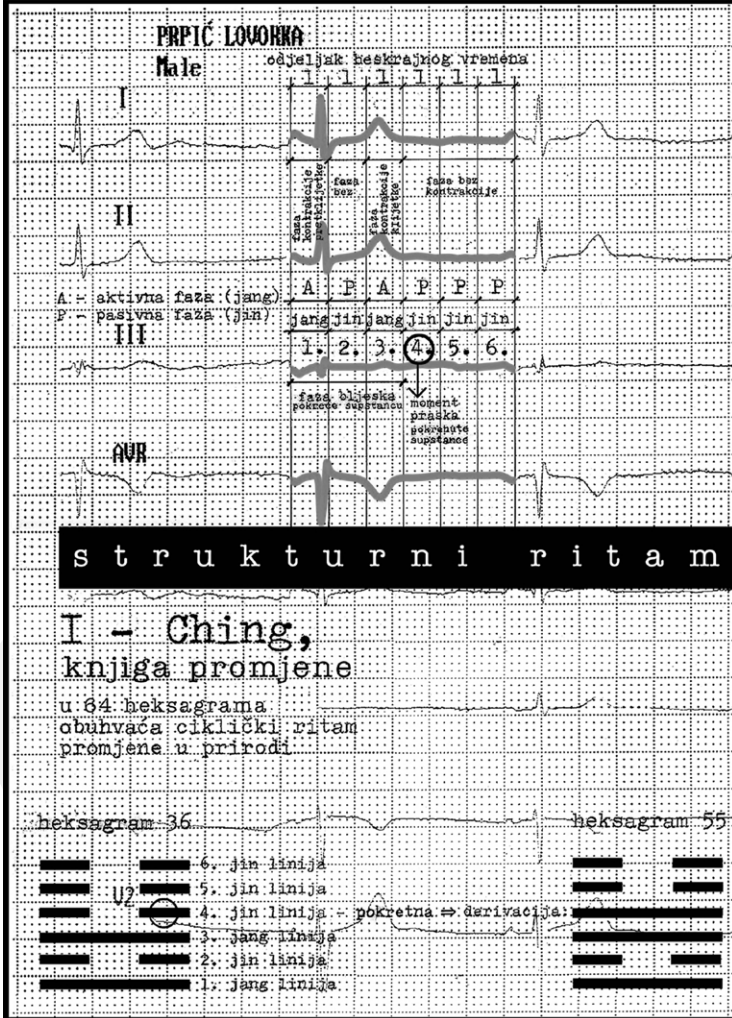 PRPIĆ LOVORKA
Male
odjeljak beskrajnog vremena
1 1 1 1 1 1
I
faza kontrakcije pretklijetke
faza bez
faza kontrakcije klijetke
faza bez kontrakcije
II
A P A P P P
A - aktivna faza (jang)
P - pasivna faza (jin)
jang jin jang jin jin jin
III
1. 2. 3. 4. 5. 6.
faza bljeska
pokreće supstancu
moment
praska
pokrenute
supstance
AVR
strukturni ritam
I - Ching,
knjiga promjene
u 64 heksagrama
obuhvaća ciklički ritam
promjene u prirodi
heksagram 36
heksagram 55
6. jin linija
5. jin linija
V2
4. jin linija - pokretna ⇒ derivacija:
3. jang linija
2. jin linija
1. jang linija